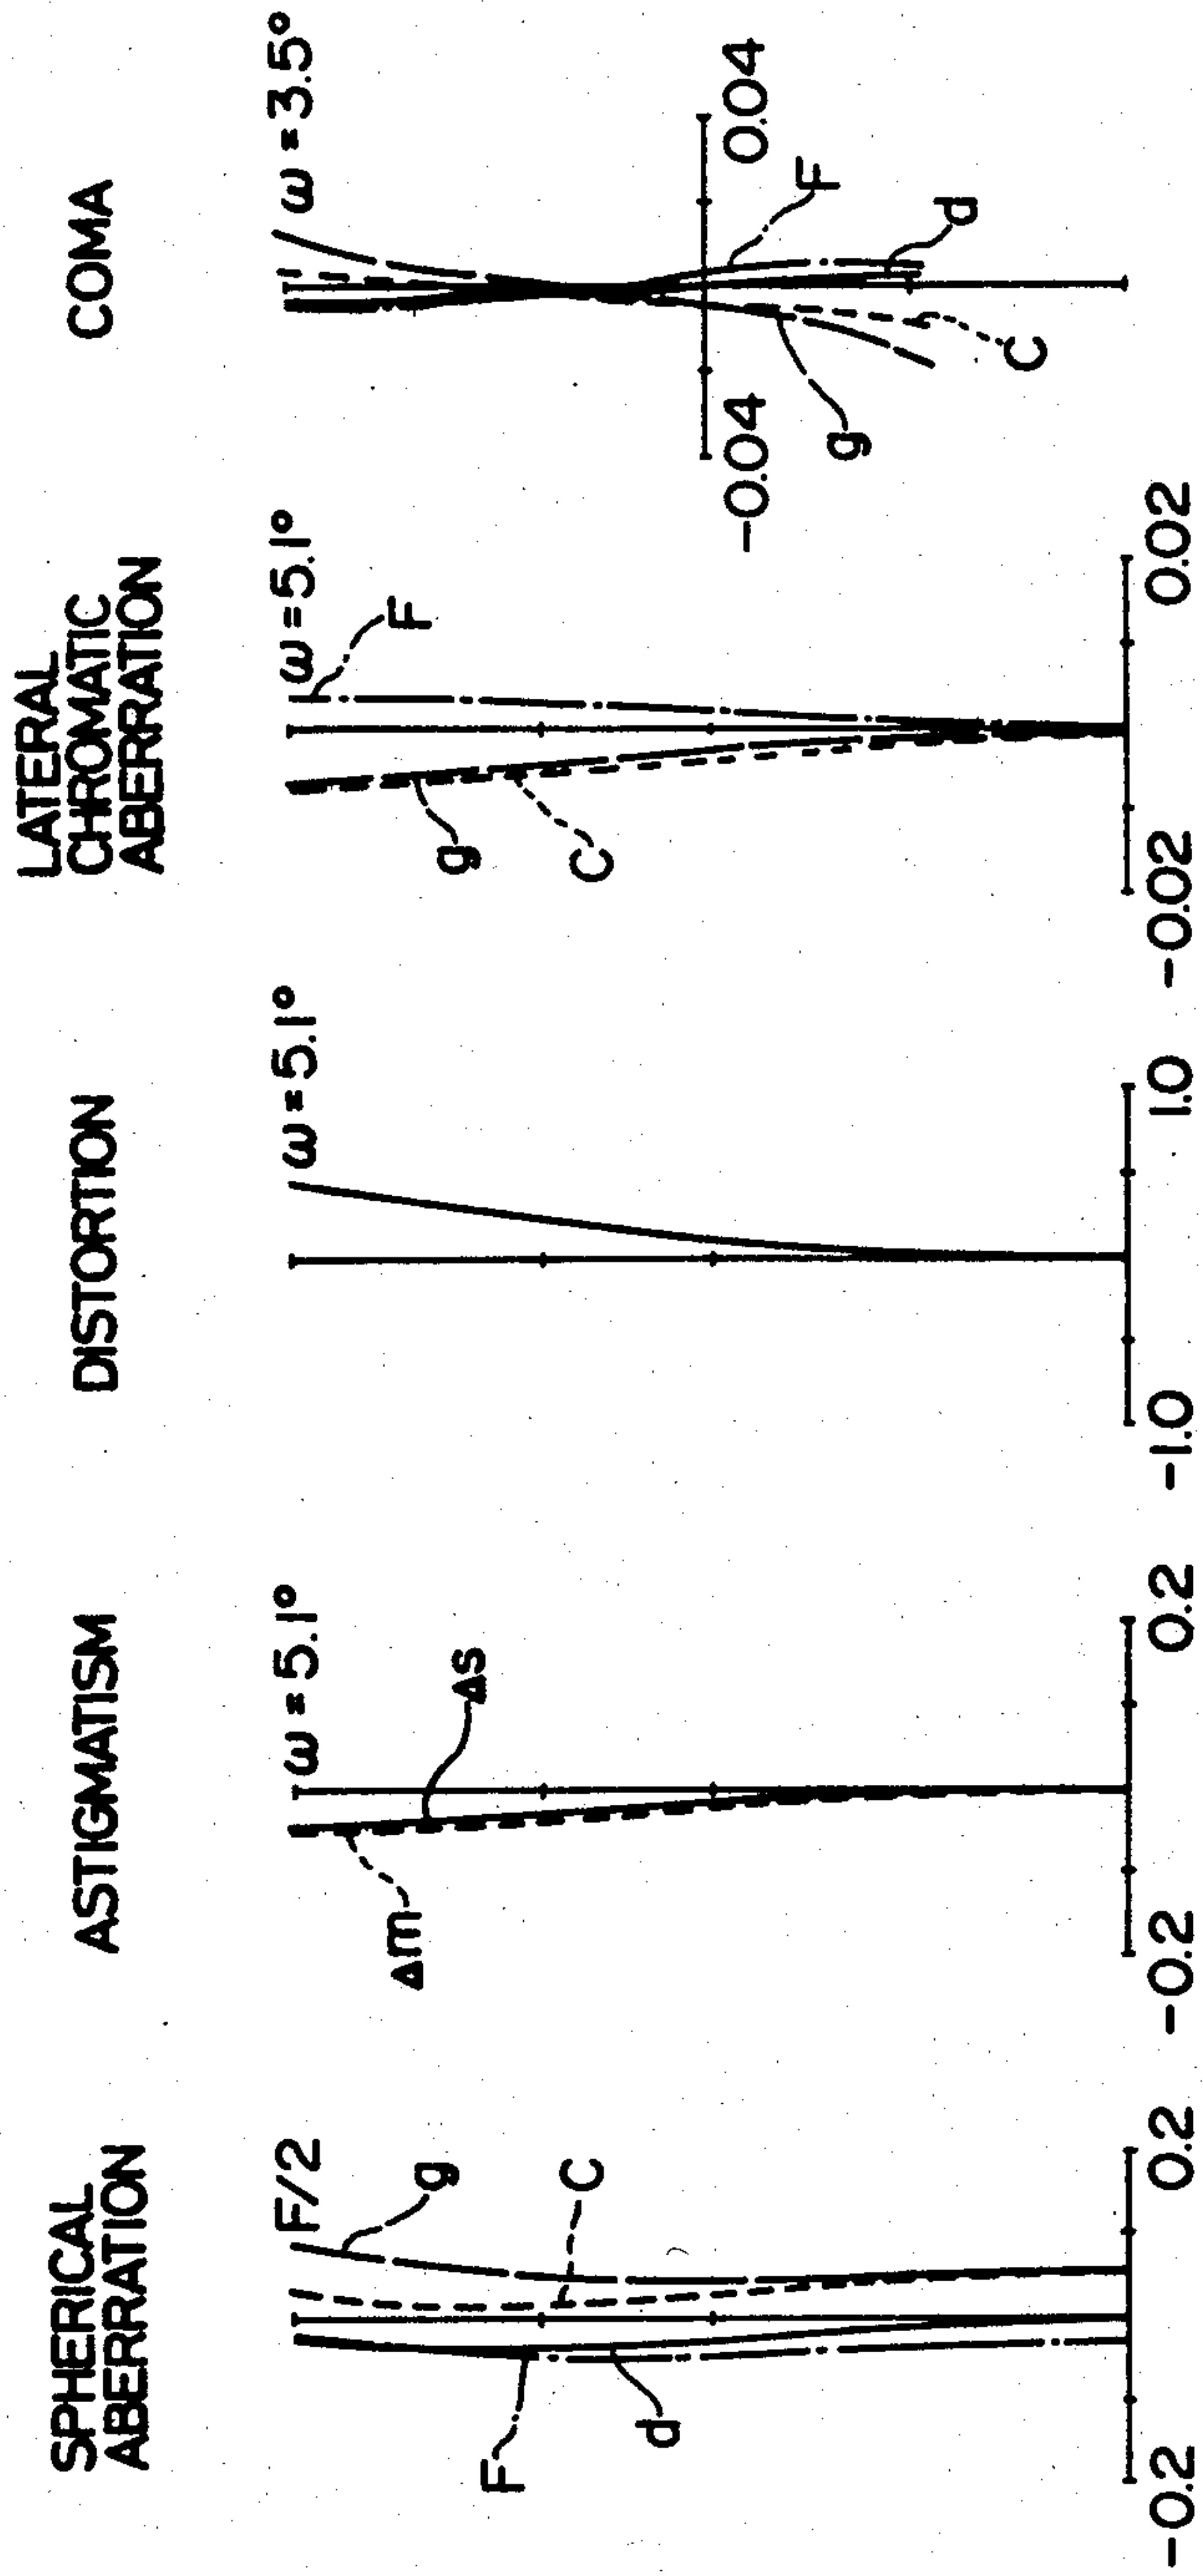 SPHERICAL
ABERRATION
F/2
g
C
F
d
-0.2
0.2
ASTIGMATISM
ω = 5.1°
Δm
Δs
-0.2
0.2
DISTORTION
ω = 5.1°
-1.0
1.0
LATERAL
CHROMATIC
ABERRATION
ω = 5.1°
F
g
C
-0.02
0.02
COMA
ω = 3.5°
-0.04
0.04
F
d
g
C